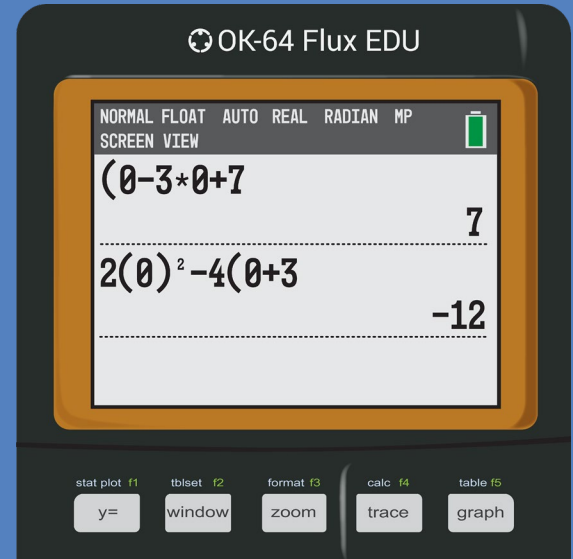 OK-64 Flux EDU
NORMAL FLOAT AUTO REAL RADIAN MP
SCREEN VIEW
(0-3*0+7
7
2(0)²-4(0+3
-12
stat plot f1 tblset f2 format f3 calc f4 table f5
y= window zoom trace graph